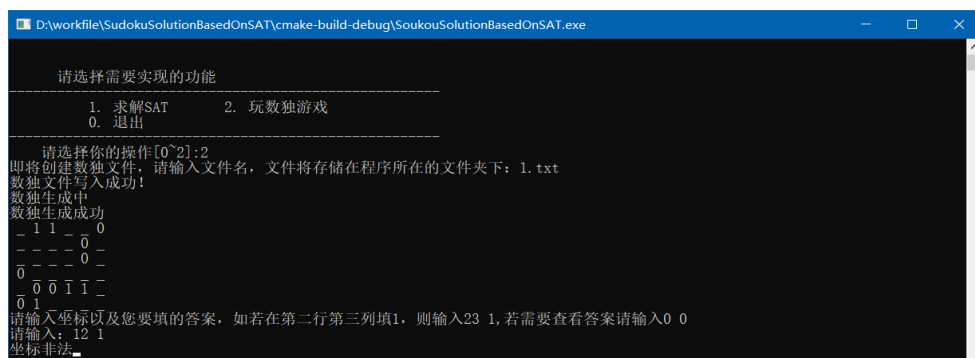 D:\workfile\SudokuSolutionBasedOnSAT\cmake-build-debug\SoukouSolutionBasedOnSAT.exe
请选择需要实现的功能
1. 求解SAT 2. 玩数独游戏
0. 退出
请选择你的操作[0~2]:2
即将创建数独文件，请输入文件名，文件将存储在程序所在的文件夹下：1.txt
数独文件写入成功！
数独生成中
数独生成成功
_ 1 1 _ _ 0
_ _ _ _ 0 _
_ _ _ _ 0 _
0 _ _ _ _ _
_ 0 0 1 1 _
0 1 _ _ _ _
请输入坐标以及您要填的答案，如若在第二行第三列填1，则输入23 1,若需要查看答案请输入0 0
请输入：12 1
坐标非法